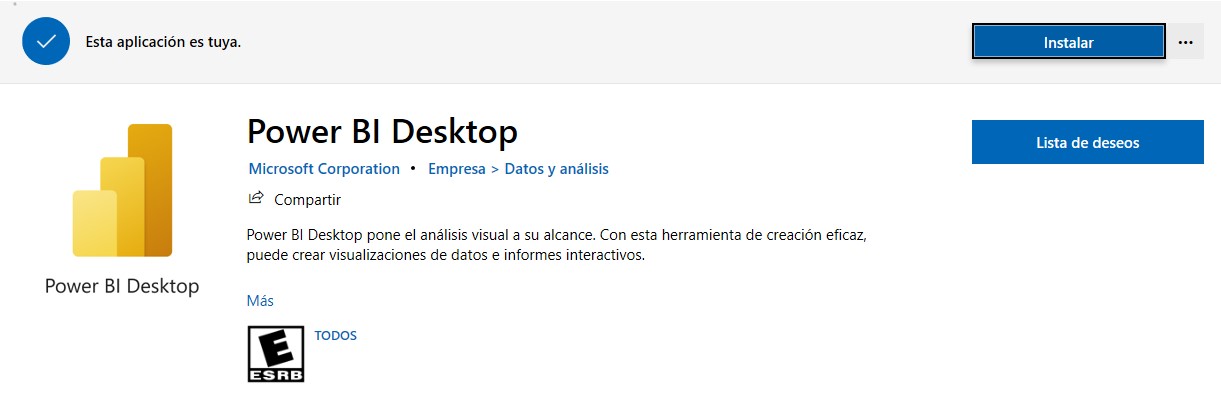 Esta aplicación es tuya.
Instalar
...
Power BI Desktop
Lista de deseos
Microsoft Corporation • Empresa > Datos y análisis
Compartir
Power BI Desktop pone el análisis visual a su alcance. Con esta herramienta de creación eficaz,
puede crear visualizaciones de datos e informes interactivos.
Power BI Desktop
Más
E
TODOS
ESRB